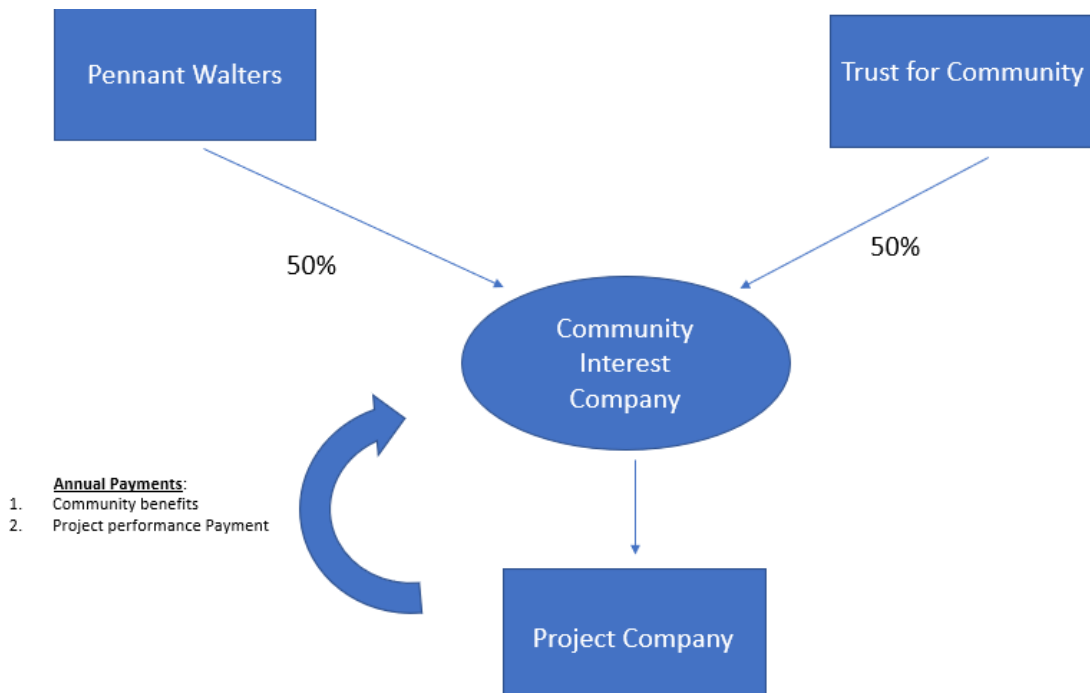 Pennant Walters
Trust for Community
50%
50%
Community
Interest
Company
Annual Payments:
1. Community benefits
2. Project performance Payment
Project Company